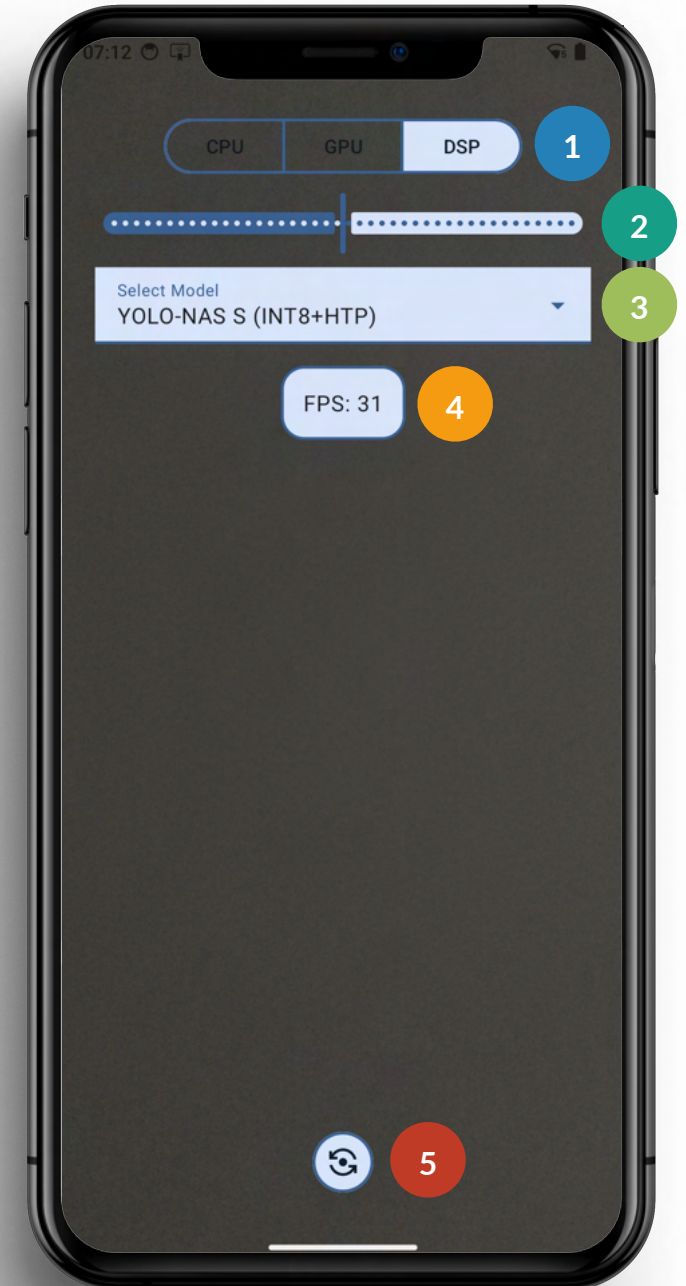 07:12
CPU GPU DSP 1
2
Select Model
YOLO-NAS S (INT8+HTP) 3
FPS: 31 4
5